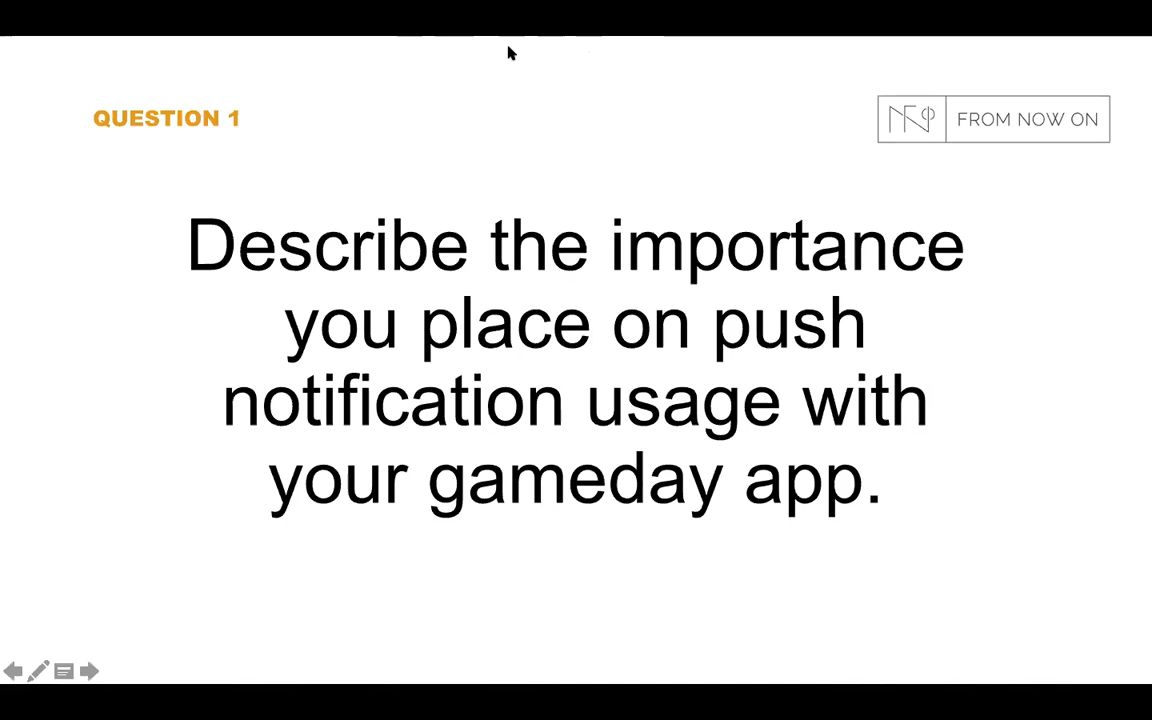 QUESTION 1
FROM NOW ON
Describe the importance
you place on push
notification usage with
your gameday app.